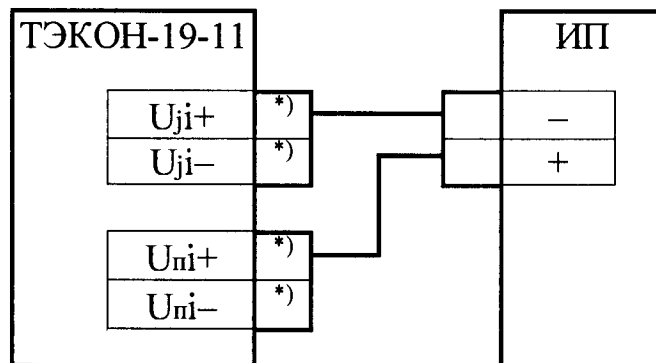 ТЭКОН-19-11
ИП
Uji+ *) −
Uji− *) +
Uпi+ *)
Uпi− *)